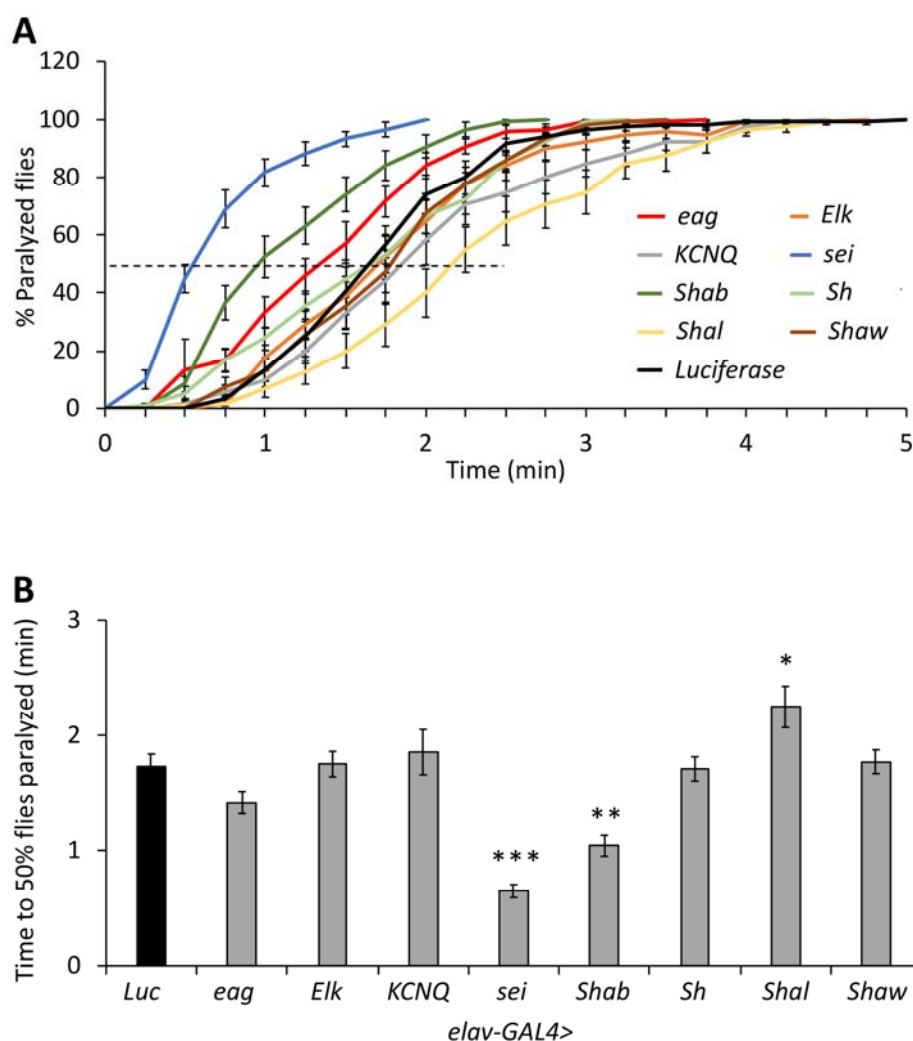 A
% Paralyzed flies
120
100
80
60
40
20
0
0 1 2 3 4 5
Time (min)
eag Elk
KCNQ sei
Shab Sh
Shal Shaw
Luciferase
B
Time to 50% flies paralyzed (min)
3
2
1
0
*** ** *
Luc eag Elk KCNQ sei Shab Sh Shal Shaw
elav-GAL4>